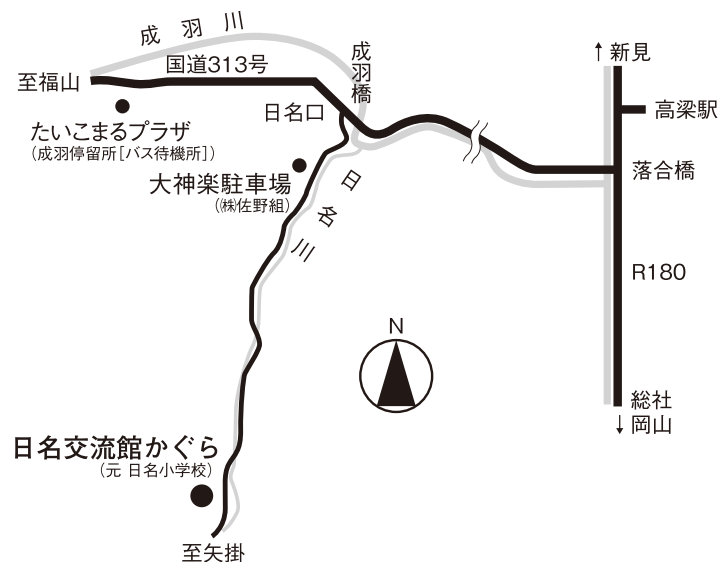 成羽川
国道313号
成羽橋
↑新見
至福山
高梁駅
日名口
たいこまるプラザ
（成羽停留所［バス待機所］）
落合橋
大神楽駐車場
（㈱佐野組）
日名川
R180
N
総社
↓岡山
日名交流館かぐら
（元 日名小学校）
至矢掛